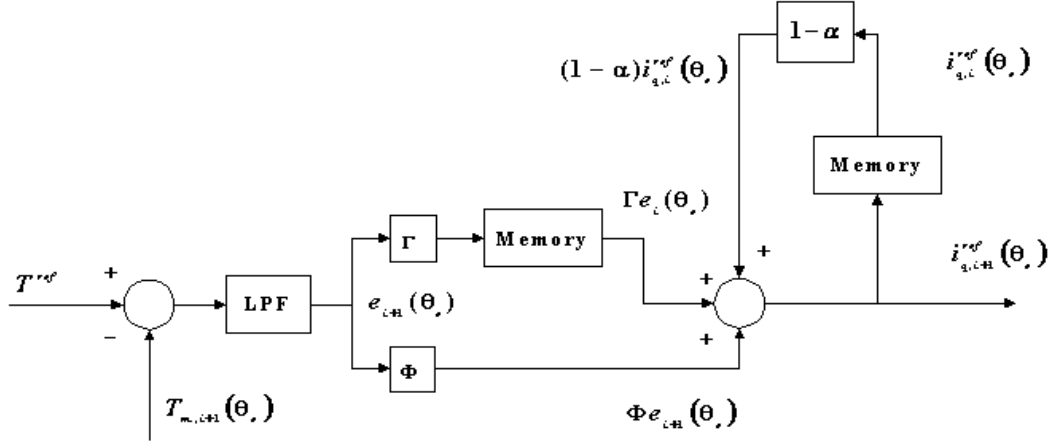 1 − α
(1 − α)i_{q,i}^{ref}(θ_e)
i_{q,i}^{ref}(θ_e)
Memory
Γe_i(θ_e)
Γ
Memory
+
i_{q,i+1}^{ref}(θ_e)
T^{ref}
+
LPF
e_{i+1}(θ_e)
+
+
−
Φ
T_{m,i+1}(θ_e)
Φe_{i+1}(θ_e)